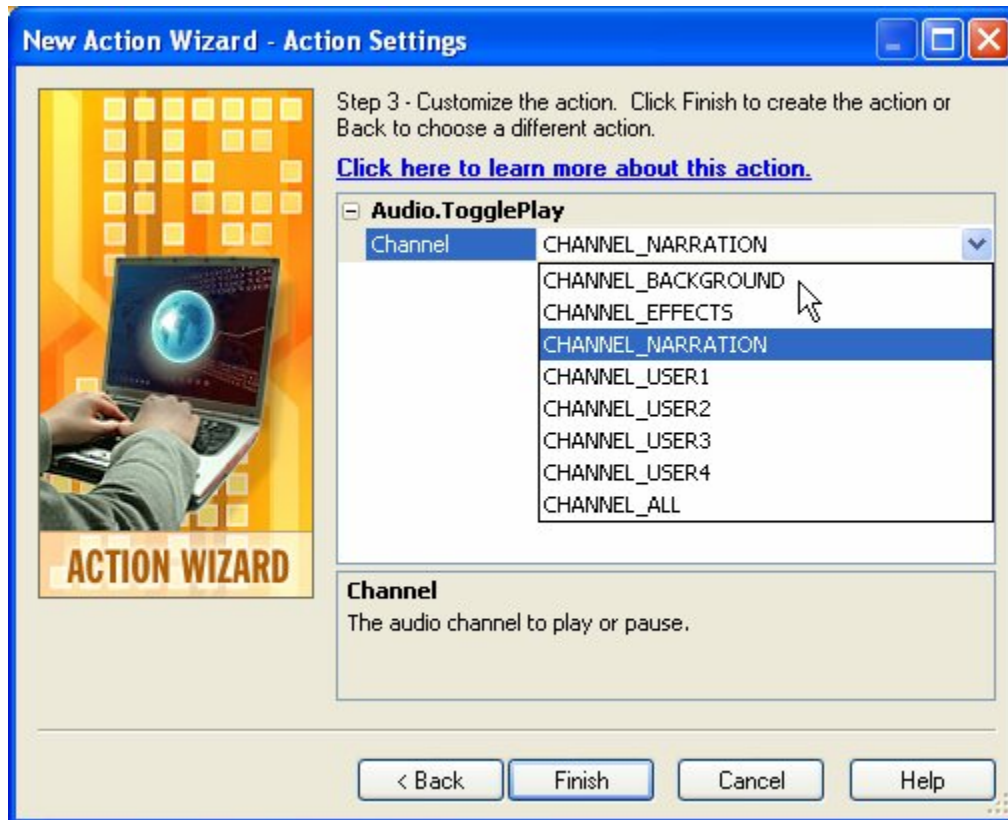 New Action Wizard - Action Settings
Step 3 - Customize the action.  Click Finish to create the action or
Back to choose a different action.
Click here to learn more about this action.
Audio.TogglePlay
Channel CHANNEL_NARRATION
CHANNEL_BACKGROUND
CHANNEL_EFFECTS
CHANNEL_NARRATION
CHANNEL_USER1
CHANNEL_USER2
CHANNEL_USER3
CHANNEL_USER4
CHANNEL_ALL
ACTION WIZARD
Channel
The audio channel to play or pause.
< Back Finish Cancel Help